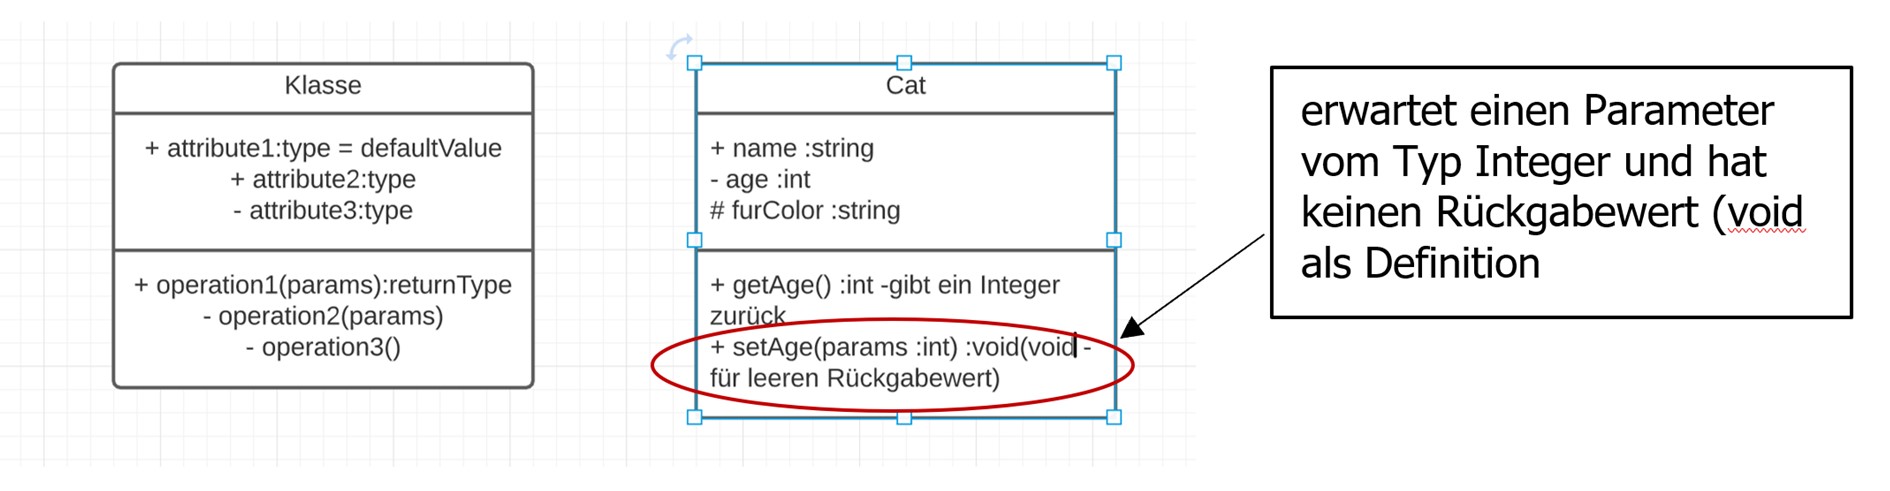 Klasse
+ attribute1:type = defaultValue
+ attribute2:type
- attribute3:type
+ operation1(params):returnType
- operation2(params)
- operation3()
Cat
+ name :string
- age :int
# furColor :string
+ getAge() :int -gibt ein Integer
zurück
+ setAge(params :int) :void(void -
für leeren Rückgabewert)
erwartet einen Parameter
vom Typ Integer und hat
keinen Rückgabewert (void
als Definition